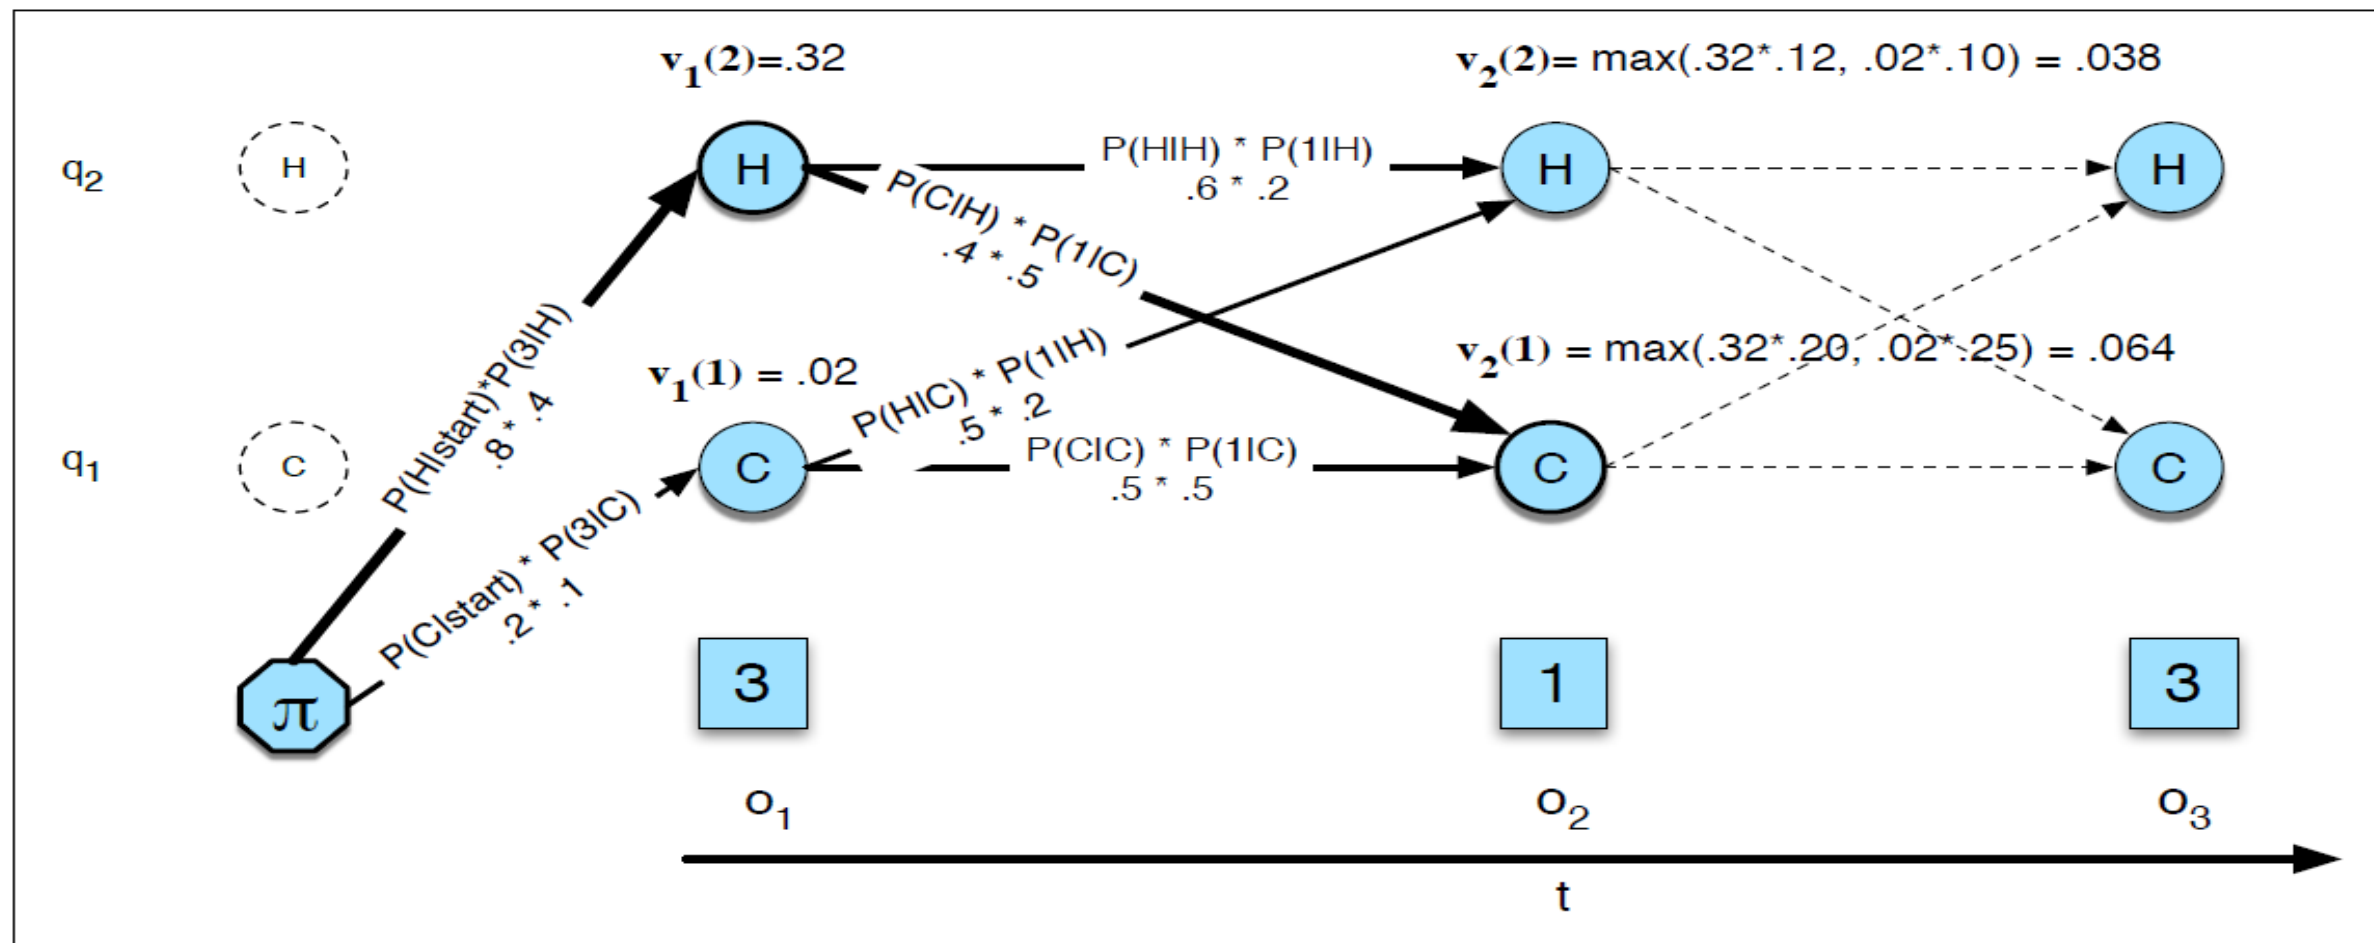 v1(2)=.32
v2(2)= max(.32*.12, .02*.10) = .038
q2
H
H
P(H|H) * P(1|H)
.6 * .2
H
H
P(C|H) * P(1|C)
.4 * .5
P(H|start)*P(3|H)
.8 * .4
v1(1) = .02
P(H|C) * P(1|H)
.5 * .2
v2(1) = max(.32*.20, .02*.25) = .064
q1
C
C
P(C|C) * P(1|C)
.5 * .5
C
C
P(C|start) * P(3|C)
.2 * .1
π
3
1
3
o1
o2
o3
t